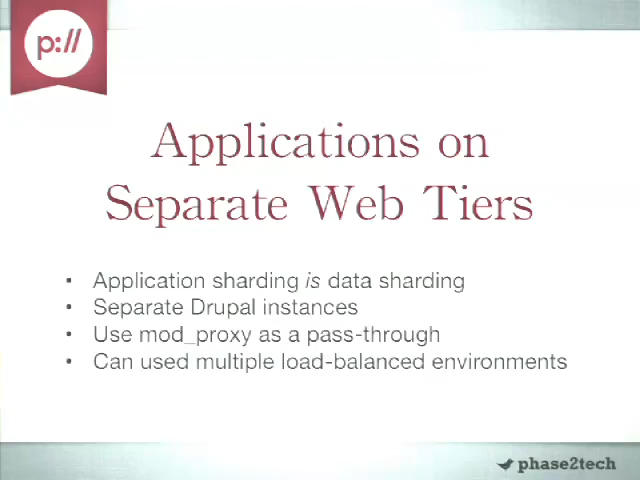 p://
Applications on
Separate Web Tiers
• Application sharding is data sharding
• Separate Drupal instances
• Use mod_proxy as a pass-through
• Can used multiple load-balanced environments
phase2tech